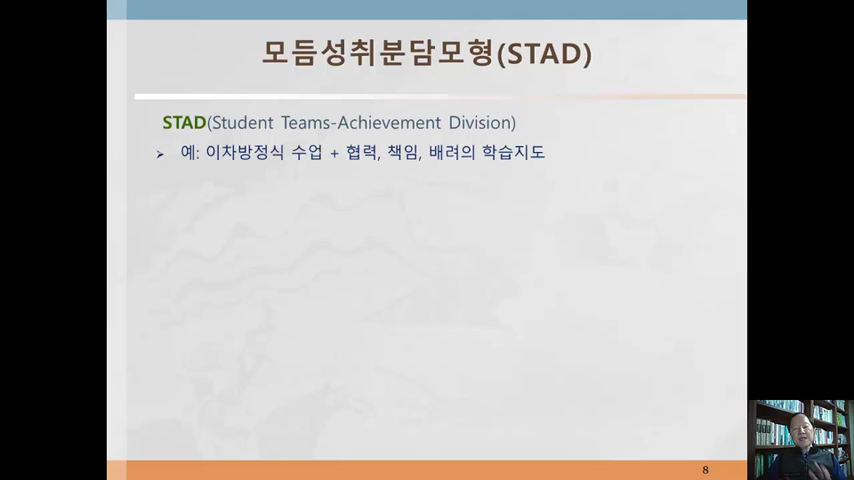 모듬성취분담모형(STAD)
STAD(Student Teams-Achievement Division)
➢ 예: 이차방정식 수업 + 협력, 책임, 배려의 학습지도
8